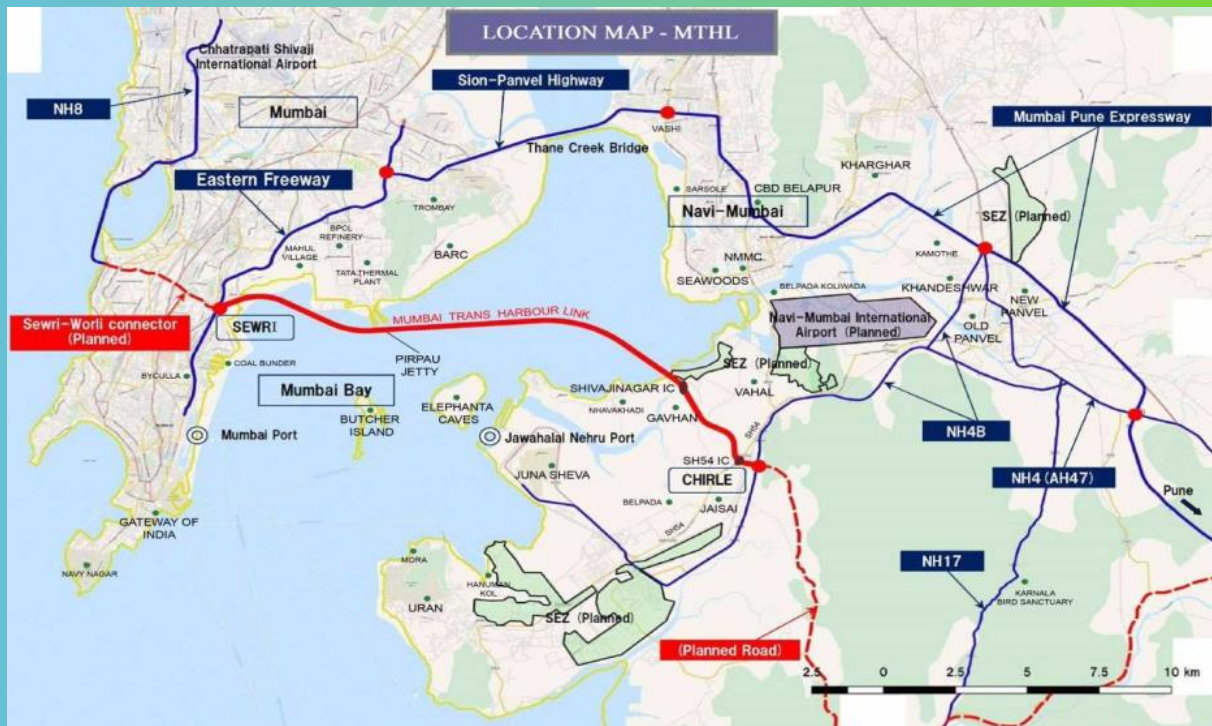 LOCATION MAP - MTHL
Chhatrapati Shivaji
International Airport
NH8
Mumbai
Sion-Panvel Highway
Mumbai Pune Expressway
VASHI
Thane Creek Bridge
KHARGHAR
Eastern Freeway
SARSOLE
CBD BELAPUR
SEZ (Planned)
TROMBAY
Navi-Mumbai
BPCL
REFINERY
MAHUL
VILLAGE
BARC
KAMOTHE
TATA THERMAL
PLANT
NMMC
SEAWOODS
KHANDESHWAR
BELPADA KOLIWADA
NEW
PANVEL
Sewri-Worli connector
(Planned)
SEWRI
MUMBAI TRANS HARBOUR LINK
Navi-Mumbai International
Airport (Planned)
OLD
PANVEL
COAL BUNDER
PIRPAU
JETTY
SEZ (Planned)
BYCULLA
Mumbai Bay
SHIVAJINAGAR IC
VAHAL
ELEPHANTA
CAVES
NHAVAKHADI
GAVHAN
BUTCHER
ISLAND
Mumbai Port
Jawahalal Nehru Port
SH54
NH4B
SH54 IC
JUNA SHEVA
CHIRLE
NH4 (AH47)
Pune
BELPADA
JAISAI
GATEWAY OF
INDIA
SH54
MORA
NAVY NAGAR
HANUMAN
KOL
NH17
KARNALA
BIRD SANCTUARY
URAN
SEZ (Planned)
(Planned Road)
2.5 0 2.5 5 7.5 10 km